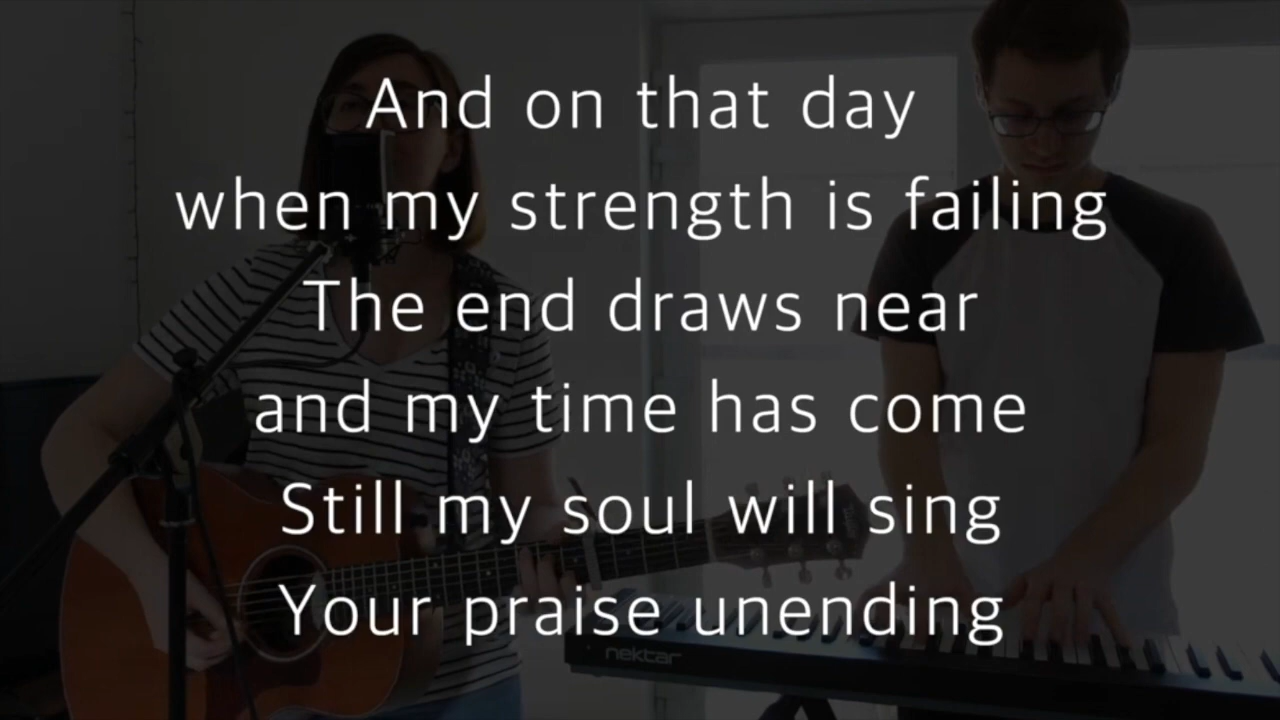 And on that day
when my strength is failing
The end draws near
and my time has come
Still my soul will sing
Your praise unending
nektar